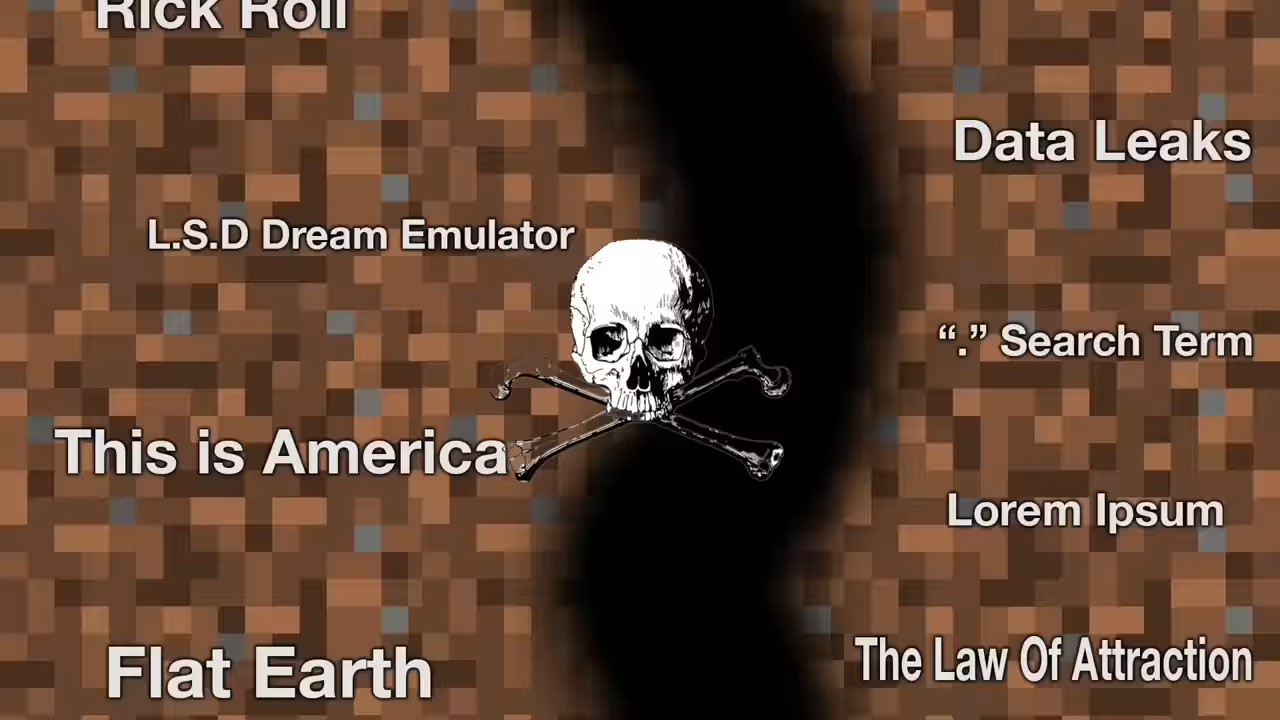 Rick Roll
Data Leaks
L.S.D Dream Emulator
“.” Search Term
This is America
Lorem Ipsum
Flat Earth
The Law Of Attraction